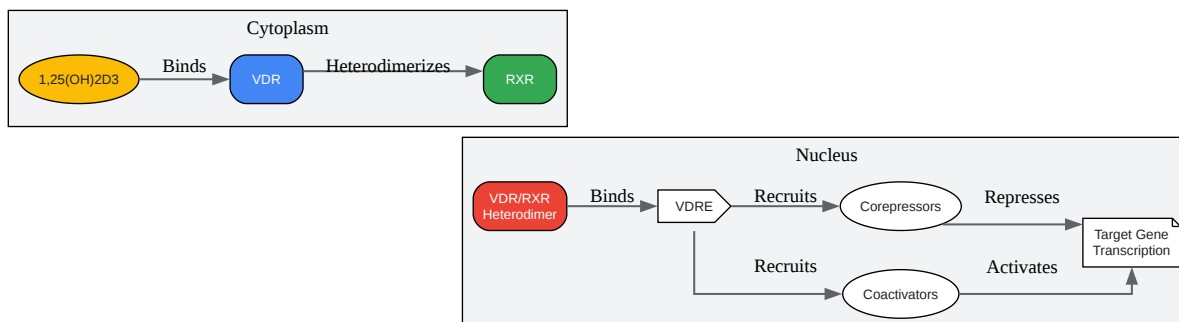 Cytoplasm
1,25(OH)2D3
Binds
VDR
Heterodimerizes
RXR
Nucleus
VDR/RXR
Heterodimer
Binds
VDRE
Recruits
Corepressors
Represses
Target Gene
Transcription
Recruits
Coactivators
Activates